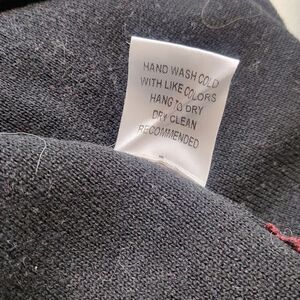 HAND WASH COLD
WITH LIKE COLORS
HANG TO DRY
DRY CLEAN
RECOMMENDED